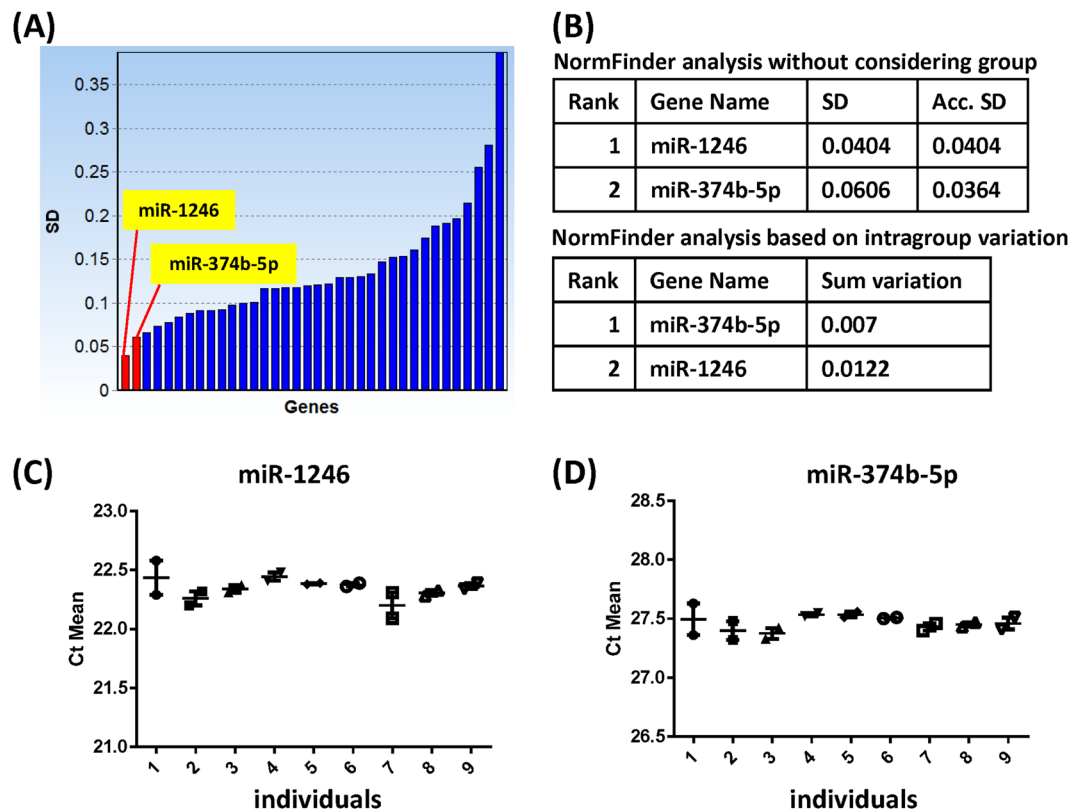 (A)
0.35
0.3
0.25
0.2
0.15
0.1
0.05
0
SD
miR-1246
miR-374b-5p
Genes
(B)
NormFinder analysis without considering group
Rank Gene Name SD Acc. SD
1 miR-1246 0.0404 0.0404
2 miR-374b-5p 0.0606 0.0364
NormFinder analysis based on intragroup variation
Rank Gene Name Sum variation
1 miR-374b-5p 0.007
2 miR-1246 0.0122
(C)
miR-1246
23.0
22.5
22.0
21.5
21.0
Ct Mean
1 2 3 4 5 6 7 8 9
individuals
(D)
miR-374b-5p
28.5
28.0
27.5
27.0
26.5
Ct Mean
1 2 3 4 5 6 7 8 9
individuals